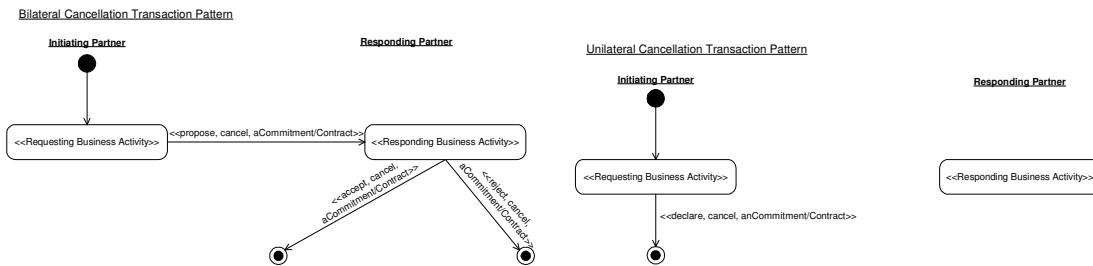 Bilateral Cancellation Transaction Pattern
Initiating Partner
Responding Partner
<<Requesting Business Activity>>
<<propose, cancel, aCommitment/Contract>>
<<Responding Business Activity>>
<<accept, cancel,
aCommitment/Contract>>
<<reject, cancel,
aCommitment/Contract>>
Unilateral Cancellation Transaction Pattern
Initiating Partner
Responding Partner
<<Requesting Business Activity>>
<<Responding Business Activity>>
<<declare, cancel, anCommitment/Contract>>